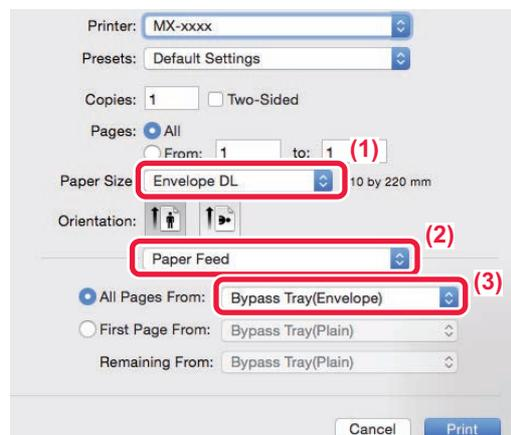 Printer: MX-xxxx
Presets: Default Settings
Copies: 1 Two-Sided
Pages: All
From: 1 to: 1 (1)
Paper Size Envelope DL 10 by 220 mm
Orientation:
(2)
Paper Feed
(3)
All Pages From: Bypass Tray(Envelope)
First Page From: Bypass Tray(Plain)
Remaining From: Bypass Tray(Plain)
Cancel Print